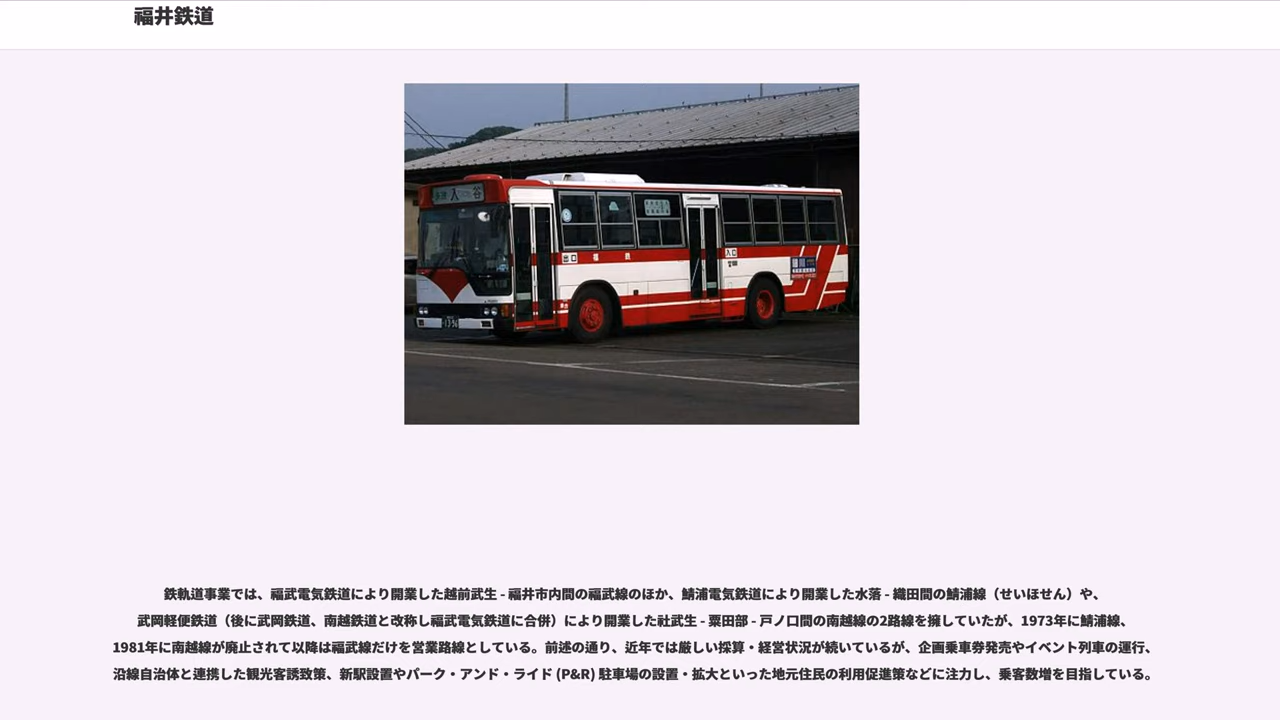 福井鉄道
入 谷
出口
福 鉄
入口
鉄軌道事業では、福武電気鉄道により開業した越前武生 - 福井市内間の福武線のほか、鯖浦電気鉄道により開業した水落 - 織田間の鯖浦線（せいほせん）や、
武岡軽便鉄道（後に武岡鉄道、南越鉄道と改称し福武電気鉄道に合併）により開業した社武生 - 粟田部 - 戸ノ口間の南越線の2路線を擁していたが、1973年に鯖浦線、
1981年に南越線が廃止されて以降は福武線だけを営業路線としている。前述の通り、近年では厳しい採算・経営状況が続いているが、企画乗車券発売やイベント列車の運行、
沿線自治体と連携した観光客誘致策、新駅設置やパーク・アンド・ライド (P&R) 駐車場の設置・拡大といった地元住民の利用促進策などに注力し、乗客数増を目指している。